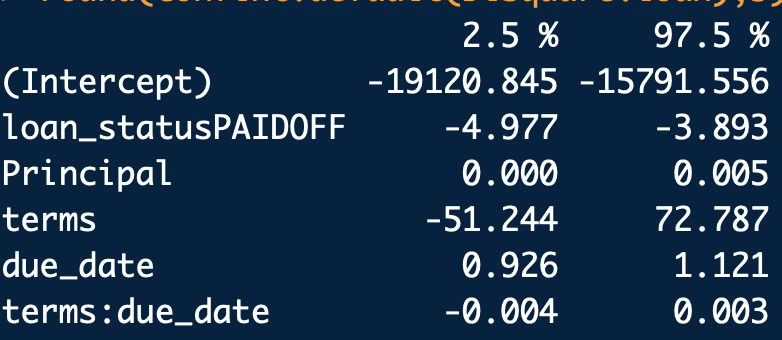 2.5 % 97.5 %
(Intercept) -19120.845 -15791.556
loan_statusPAIDOFF -4.977 -3.893
Principal 0.000 0.005
terms -51.244 72.787
due_date 0.926 1.121
terms:due_date -0.004 0.003